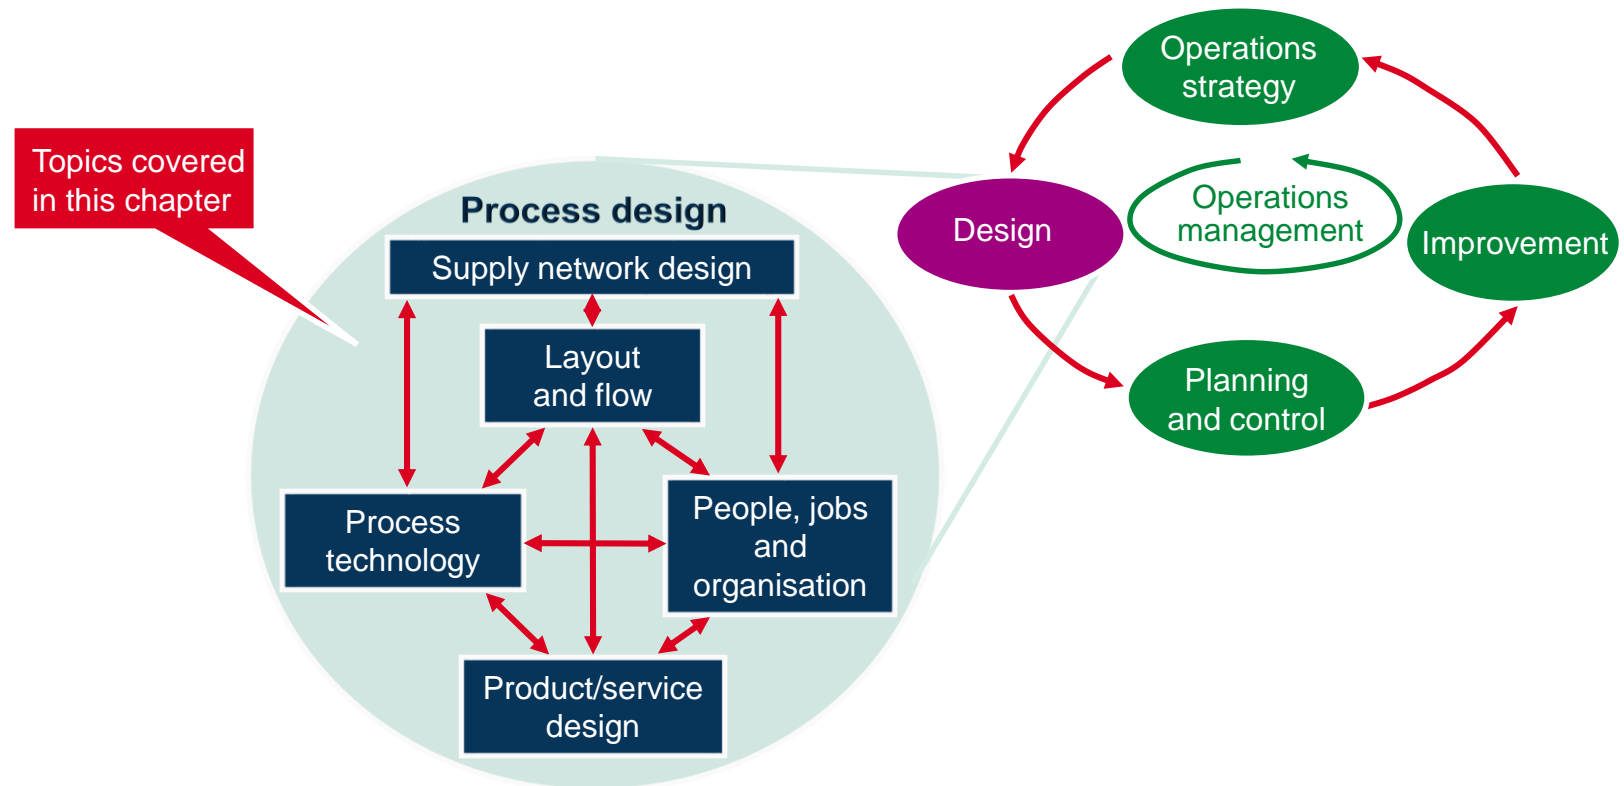 Operations
strategy
Topics covered
in this chapter
Process design
Design
Operations
management
Improvement
Supply network design
Layout
and flow
Planning
and control
Process
technology
People, jobs
and
organisation
Product/service
design